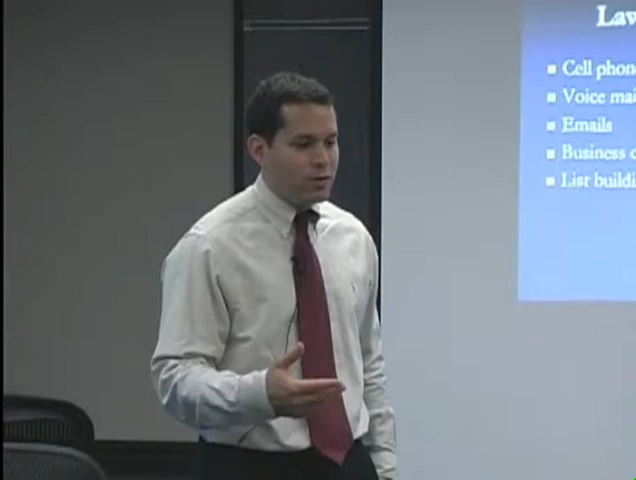 Law
Cell phon
Voice mai
Emails
Business
List buildi